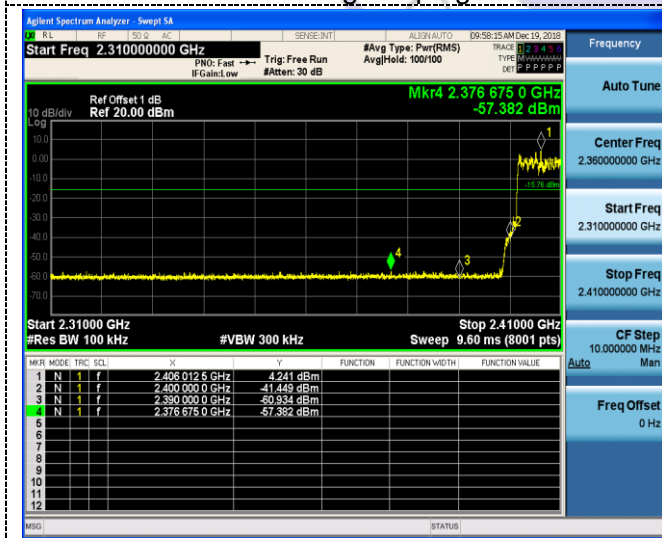 Agilent Spectrum Analyzer - Swept SA
RL RF 50 Ω AC SENSE:INT ALIGN AUTO 09:58:15 AM Dec 19, 2018
Start Freq 2.310000000 GHz
PNO: Fast
IFGain:Low
Trig: Free Run
#Atten: 30 dB
#Avg Type: Pwr(RMS)
Avg|Hold: 100/100
TRACE 1 2 3 4 5 6
TYPE M
DET P P P P P P
Mkr4 2.376 675 0 GHz
-57.382 dBm
Ref Offset 1 dB
10 dB/div Ref 20.00 dBm
Log
10.0
0.00
-10.0
-20.0
-30.0
-40.0
-50.0
-60.0
-70.0
1
-15.76 dBm
2
4
3
Start 2.31000 GHz Stop 2.41000 GHz
#Res BW 100 kHz #VBW 300 kHz Sweep 9.60 ms (8001 pts)
MKR MODE TRC SCL X Y FUNCTION FUNCTION WIDTH FUNCTION VALUE
1 N 1 f 2.406 012 5 GHz 4.241 dBm
2 N 1 f 2.400 000 0 GHz -41.449 dBm
3 N 1 f 2.390 000 0 GHz -60.934 dBm
4 N 1 f 2.376 675 0 GHz -57.382 dBm
5
6
7
8
9
10
11
12
MSG STATUS
Frequency
Auto Tune
Center Freq
2.360000000 GHz
Start Freq
2.310000000 GHz
Stop Freq
2.410000000 GHz
CF Step
10.000000 MHz
Auto Man
Freq Offset
0 Hz